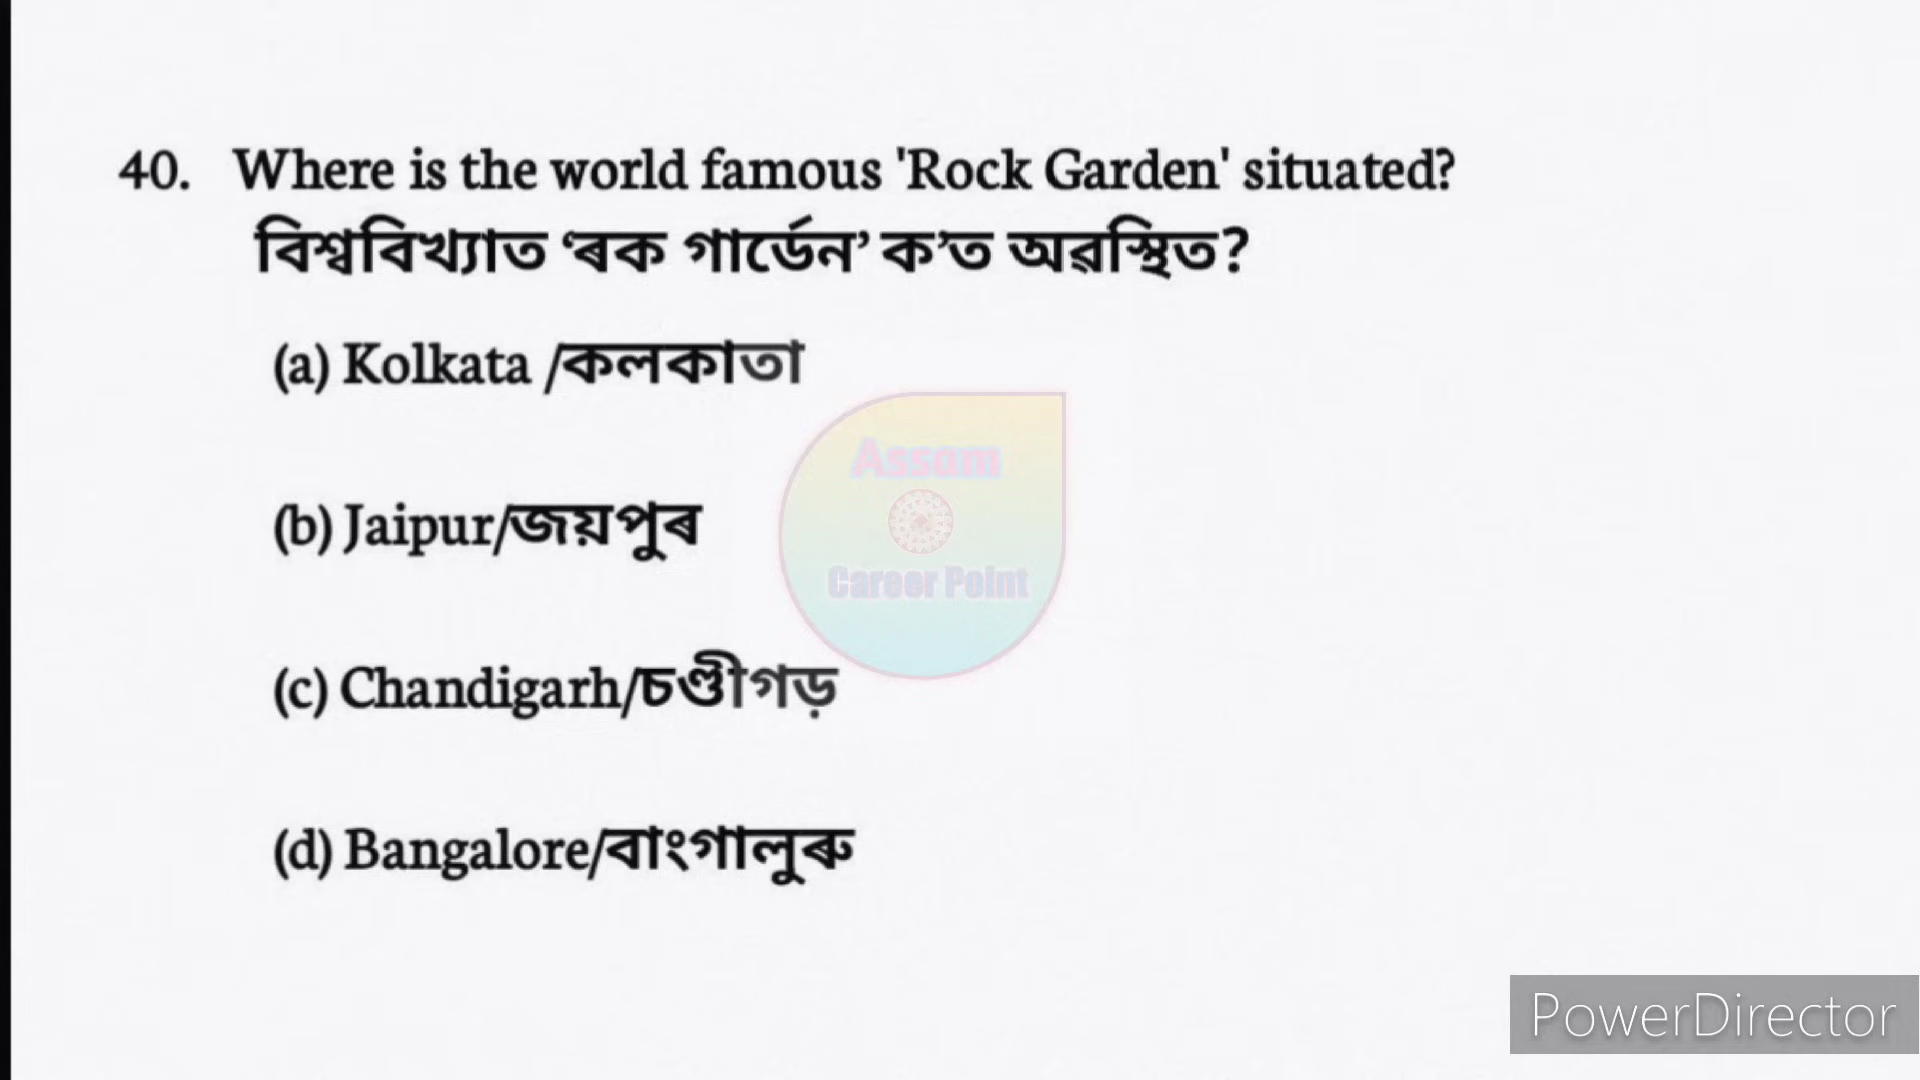 40. Where is the world famous 'Rock Garden' situated?
বিশ্ববিখ্যাত ‘ৰক গাৰ্ডেন’ ক’ত অৱস্থিত?
(a) Kolkata /কলকাতা
Assam
(b) Jaipur/জয়পুৰ
Career Point
(c) Chandigarh/চণ্ডীগড়
(d) Bangalore/বাংগালুৰু
PowerDirector